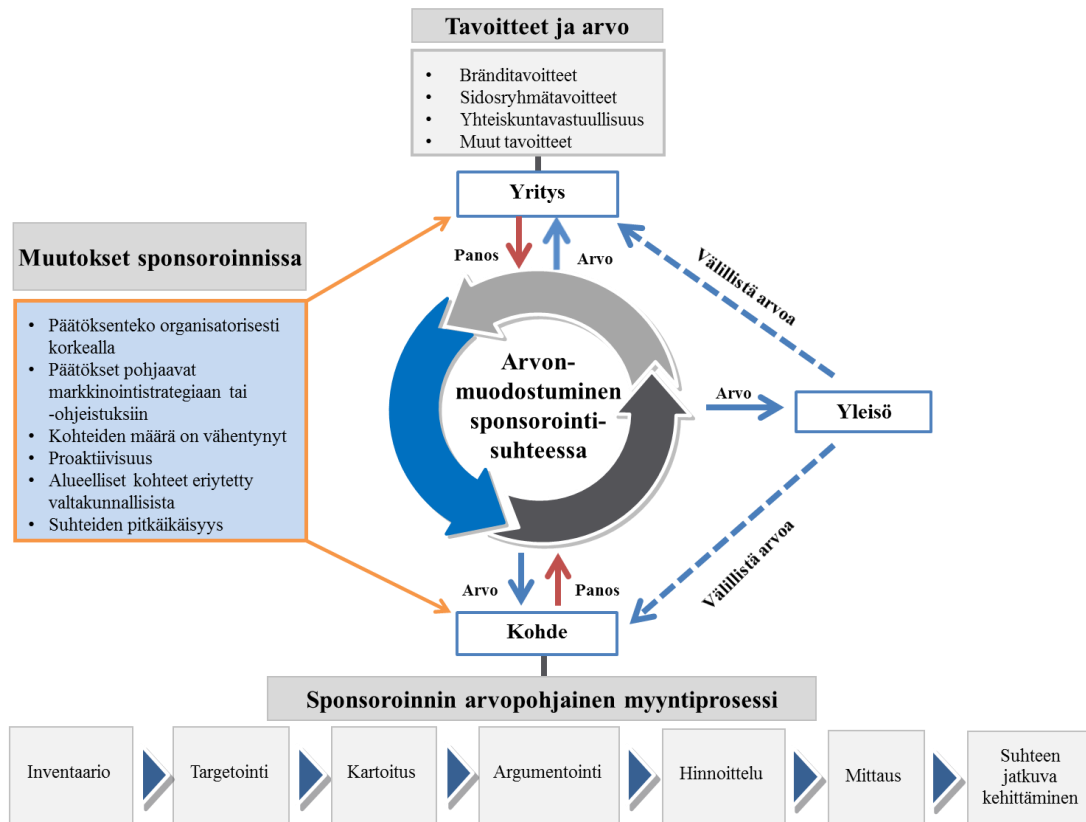 Tavoitteet ja arvo
• Bränditavoitteet
• Sidosryhmätavoitteet
• Yhteiskuntavastuullisuus
• Muut tavoitteet
Yritys
Panos
Arvo
Muutokset sponsoroinnissa
• Päätöksenteko organisatorisesti
korkealla
• Päätökset pohjaavat
markkinointistrategiaan tai
-ohjeistuksiin
• Kohteiden määrä on vähentynyt
• Proaktiivisuus
• Alueelliset kohteet eriytetty
valtakunnallisista
• Suhteiden pitkäikäisyys
Arvon-
muodostuminen
sponsorointi-
suhteessa
Välillistä arvoa
Arvo
Yleisö
Välillistä arvoa
Arvo
Panos
Kohde
Sponsoroinnin arvopohjainen myyntiprosessi
Inventaario
Targetointi
Kartoitus
Argumentointi
Hinnoittelu
Mittaus
Suhteen
jatkuva
kehittäminen